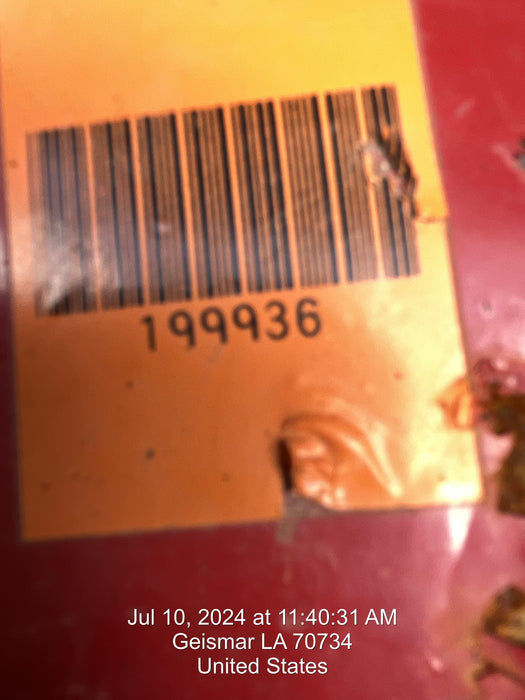 199936
Jul 10, 2024 at 11:40:31 AM
Geismar LA 70734
United States